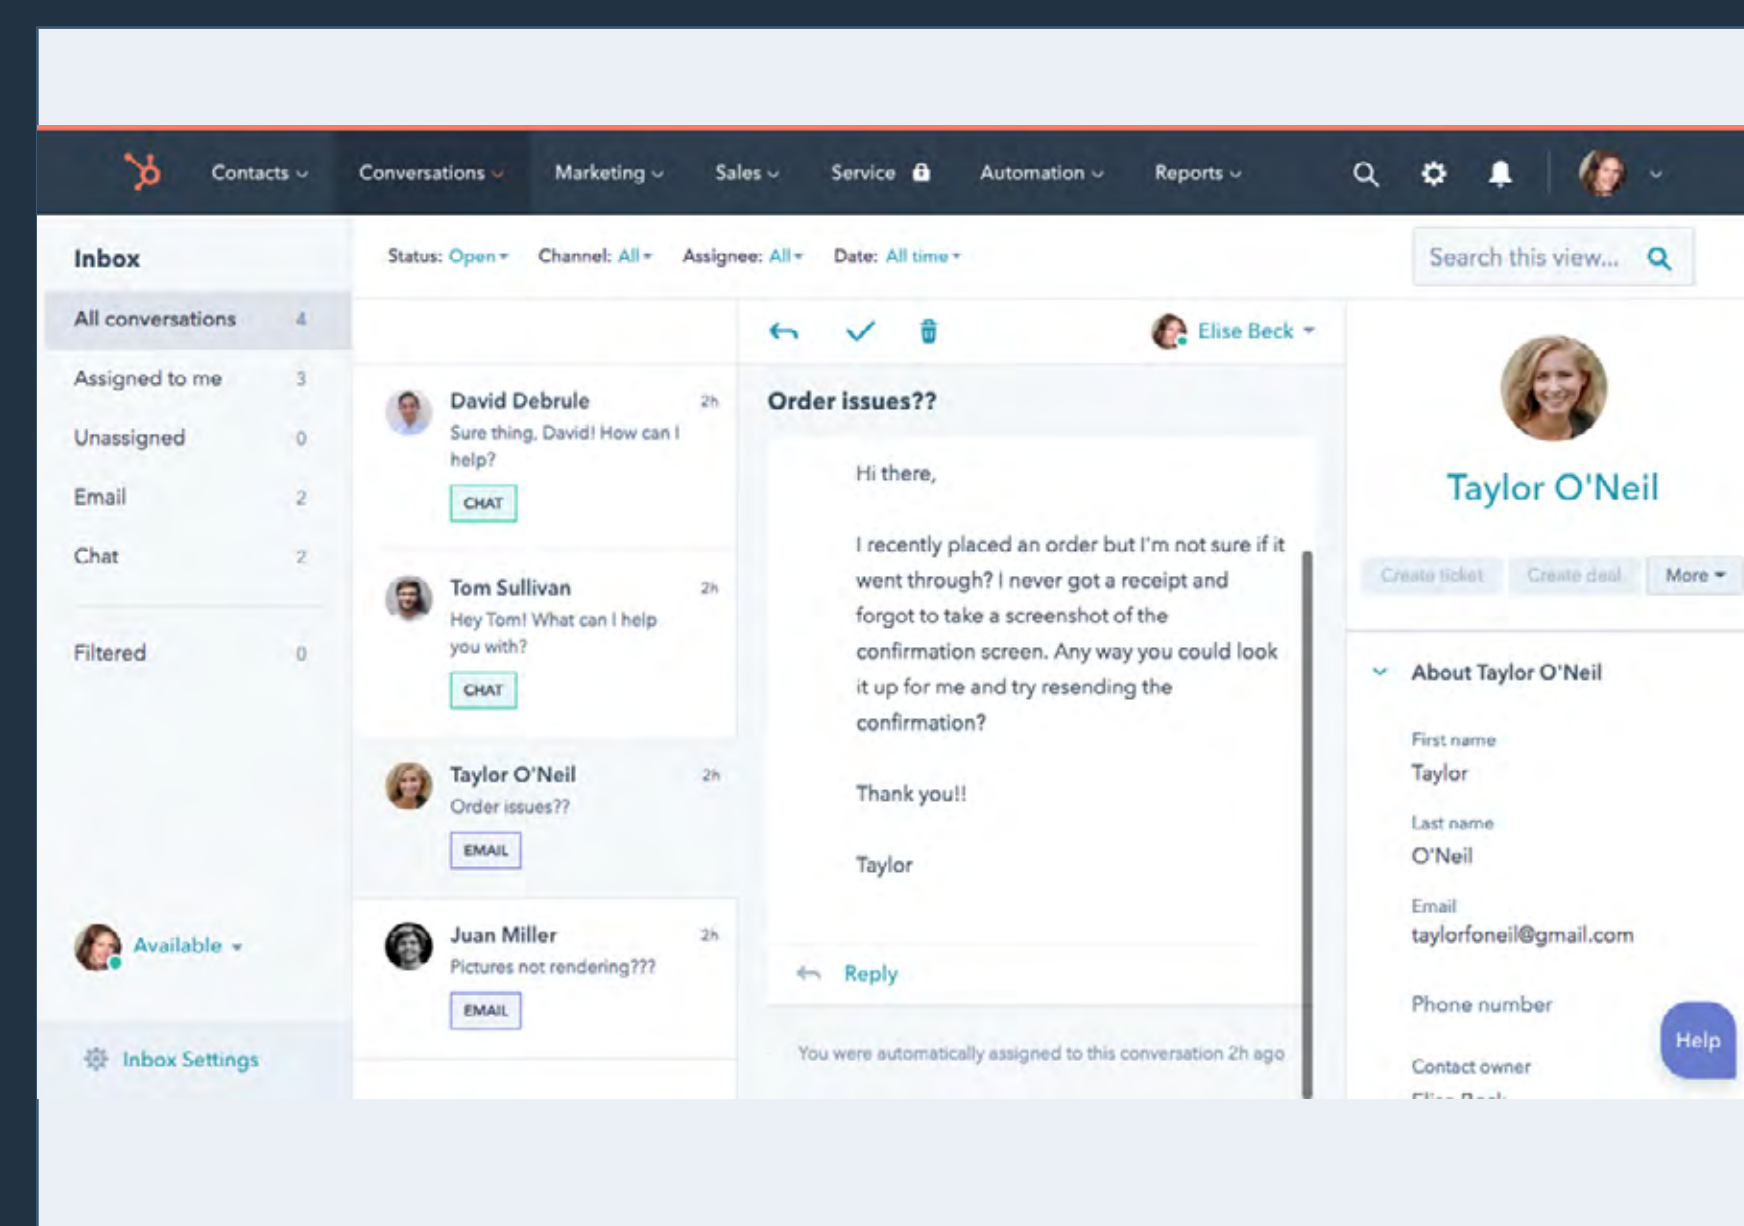 Contacts
Conversations
Marketing
Sales
Service
Automation
Reports
Inbox
Status: Open
Channel: All
Assignee: All
Date: All time
Search this view...
All conversations 4
Assigned to me 3
Unassigned 0
Email 2
Chat 2
Filtered 0
Available
Inbox Settings
David Debrule 2h
Sure thing, David! How can I
help?
CHAT
Tom Sullivan 2h
Hey Tom! What can I help
you with?
CHAT
Taylor O'Neil 2h
Order issues??
EMAIL
Juan Miller 2h
Pictures not rendering???
EMAIL
Elise Beck
Order issues??
Hi there,
I recently placed an order but I'm not sure if it
went through? I never got a receipt and
forgot to take a screenshot of the
confirmation screen. Any way you could look
it up for me and try resending the
confirmation?
Thank you!!
Taylor
Reply
You were automatically assigned to this conversation 2h ago
Taylor O'Neil
Create ticket
Create deal
More
About Taylor O'Neil
First name
Taylor
Last name
O'Neil
Email
taylorfoneil@gmail.com
Phone number
Contact owner
Help